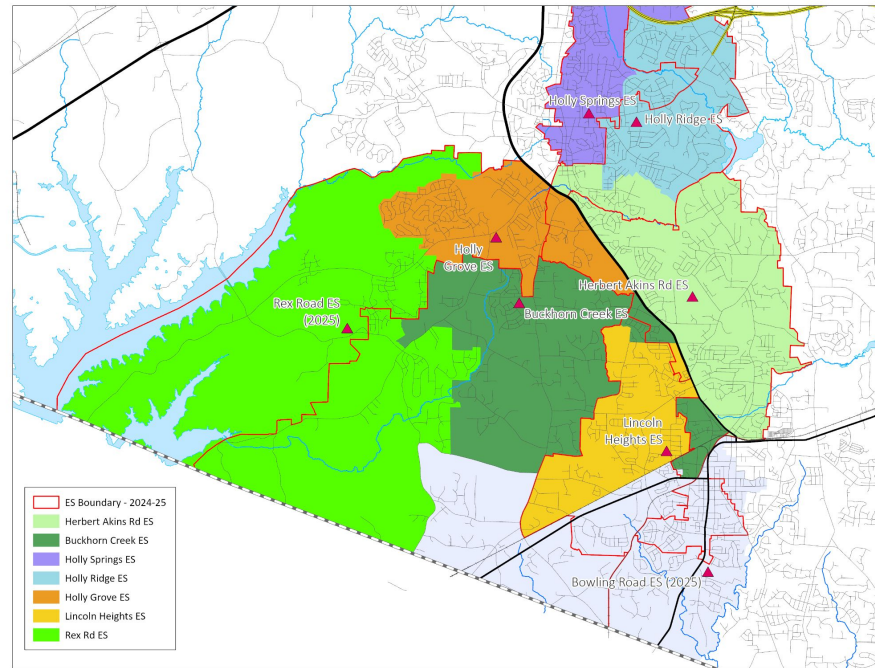 Holly Springs ES
Holly Ridge ES
Holly
Grove ES
Herbert Akins Rd ES
Rex Road ES
(2025)
Buckhorn Creek ES
Lincoln
Heights ES
Bowling Road ES (2025)
ES Boundary - 2024-25
Herbert Akins Rd ES
Buckhorn Creek ES
Holly Springs ES
Holly Ridge ES
Holly Grove ES
Lincoln Heights ES
Rex Rd ES